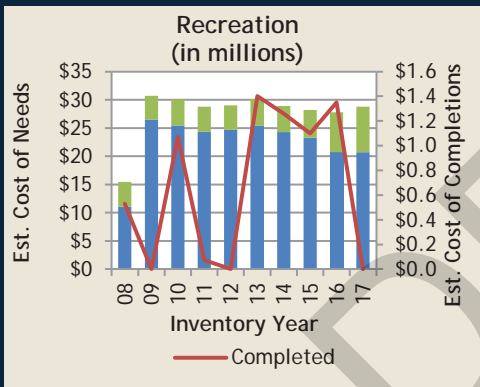 Recreation
(in millions)
Est. Cost of Needs
$35
$30
$25
$20
$15
$10
$5
$0
$1.6
$1.4
$1.2
$1.0
$0.8
$0.6
$0.4
$0.2
$0.0
Est. Cost of Completions
08 09 10 11 12 13 14 15 16 17
Inventory Year
Completed